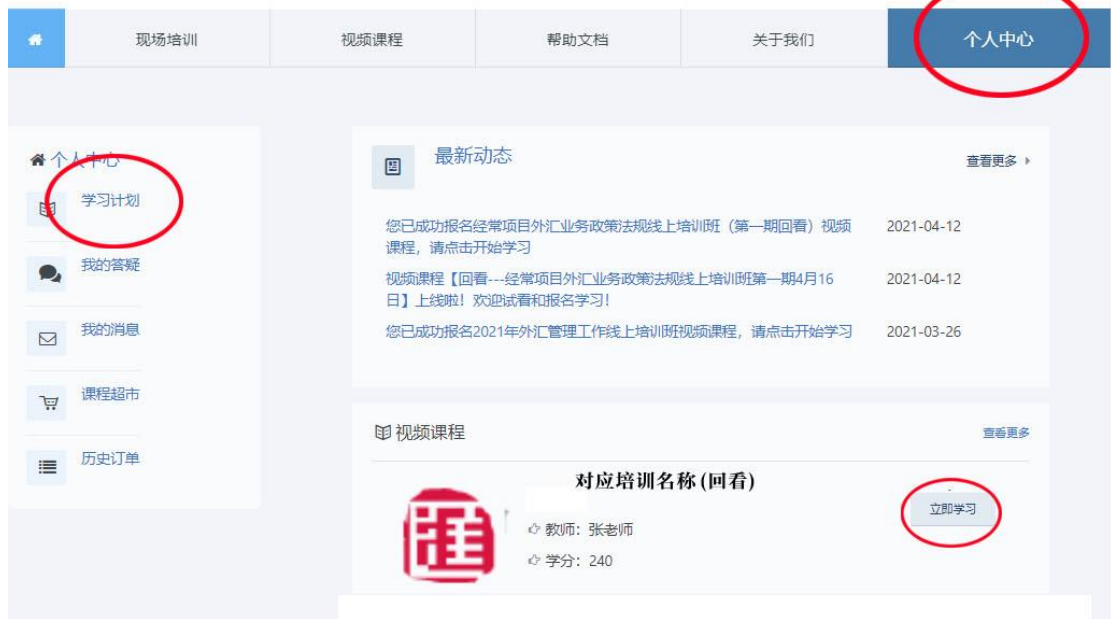 现场培训
视频课程
帮助文档
关于我们
个人中心
个人中心
学习计划
我的答疑
我的消息
课程超市
历史订单
最新动态
查看更多
您已成功报名经常项目外汇业务政策法规线上培训班（第一期回看）视频
课程，请点击开始学习
2021-04-12
视频课程【回看---经常项目外汇业务政策法规线上培训班第一期4月16
日】上线啦！欢迎试看和报名学习！
2021-04-12
您已成功报名2021年外汇管理工作线上培训班视频课程，请点击开始学习
2021-03-26
视频课程
查看更多
对应培训名称(回看)
立即学习
匯
教师：张老师
学分：240